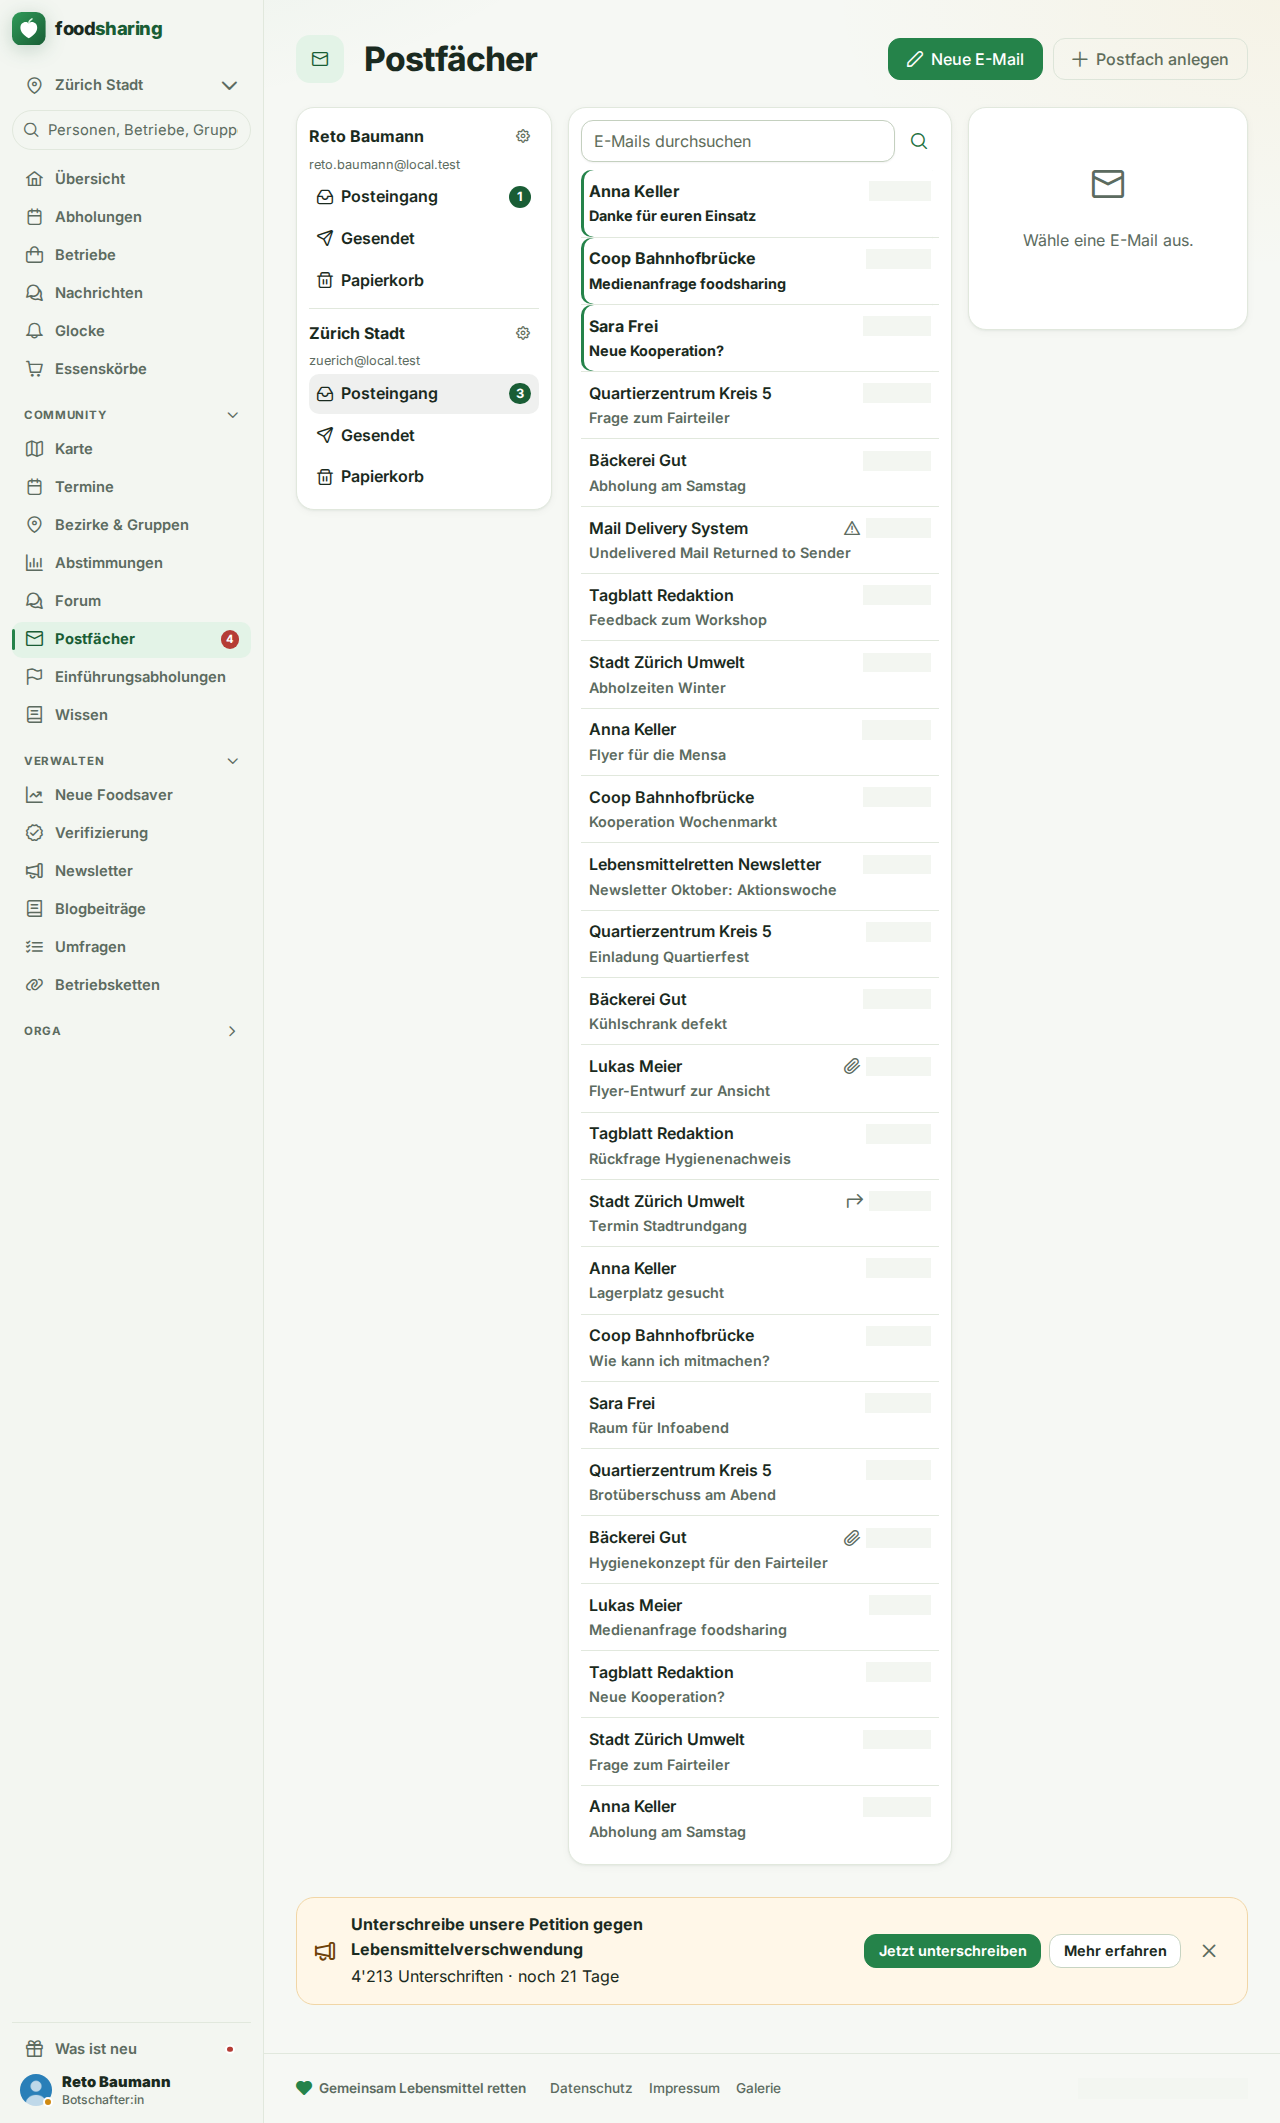 foodsharing
Zürich Stadt
Personen, Betriebe, Grupp
Übersicht
Abholungen
Betriebe
Nachrichten
Glocke
Essenskörbe
COMMUNITY
Karte
Termine
Bezirke & Gruppen
Abstimmungen
Forum
Postfächer 4
Einführungsabholungen
Wissen
VERWALTEN
Neue Foodsaver
Verifizierung
Newsletter
Blogbeiträge
Umfragen
Betriebsketten
ORGA
Was ist neu
Reto Baumann
Botschafter:in
Postfächer
Neue E-Mail
Postfach anlegen
Reto Baumann
reto.baumann@local.test
Posteingang 1
Gesendet
Papierkorb
Zürich Stadt
zuerich@local.test
Posteingang 3
Gesendet
Papierkorb
E-Mails durchsuchen
Anna Keller
Danke für euren Einsatz
Coop Bahnhofbrücke
Medienanfrage foodsharing
Sara Frei
Neue Kooperation?
Quartierzentrum Kreis 5
Frage zum Fairteiler
Bäckerei Gut
Abholung am Samstag
Mail Delivery System
Undelivered Mail Returned to Sender
Tagblatt Redaktion
Feedback zum Workshop
Stadt Zürich Umwelt
Abholzeiten Winter
Anna Keller
Flyer für die Mensa
Coop Bahnhofbrücke
Kooperation Wochenmarkt
Lebensmittelretten Newsletter
Newsletter Oktober: Aktionswoche
Quartierzentrum Kreis 5
Einladung Quartierfest
Bäckerei Gut
Kühlschrank defekt
Lukas Meier
Flyer-Entwurf zur Ansicht
Tagblatt Redaktion
Rückfrage Hygienenachweis
Stadt Zürich Umwelt
Termin Stadtrundgang
Anna Keller
Lagerplatz gesucht
Coop Bahnhofbrücke
Wie kann ich mitmachen?
Sara Frei
Raum für Infoabend
Quartierzentrum Kreis 5
Brotüberschuss am Abend
Bäckerei Gut
Hygienekonzept für den Fairteiler
Lukas Meier
Medienanfrage foodsharing
Tagblatt Redaktion
Neue Kooperation?
Stadt Zürich Umwelt
Frage zum Fairteiler
Anna Keller
Abholung am Samstag
Wähle eine E-Mail aus.
Unterschreibe unsere Petition gegen
Lebensmittelverschwendung
4'213 Unterschriften · noch 21 Tage
Jetzt unterschreiben
Mehr erfahren
Gemeinsam Lebensmittel retten
Datenschutz
Impressum
Galerie